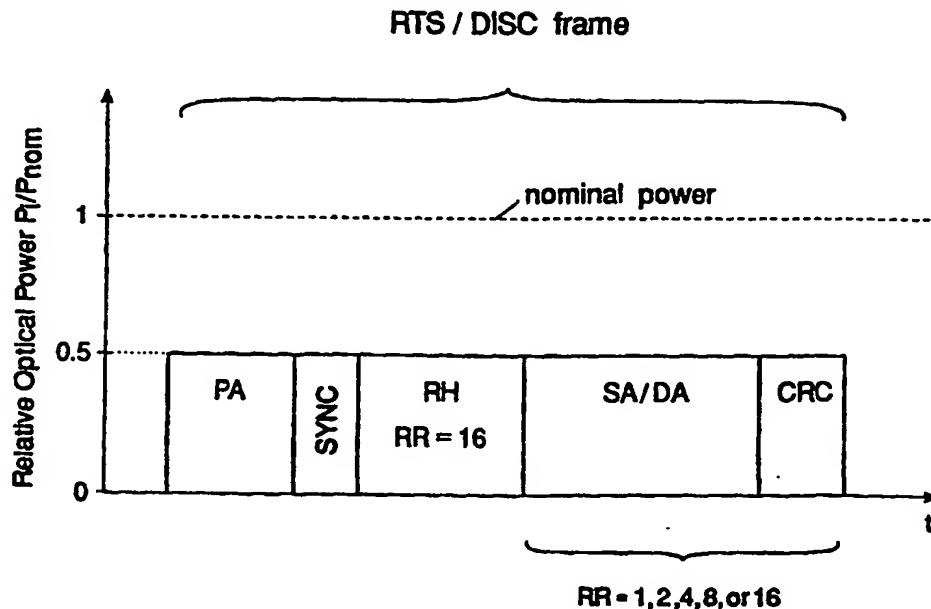 RTS / DISC frame
Relative Optical Power Pi/Pnom
nominal power
1
0.5
0
PA
SYNC
RH
RR = 16
SA/DA
CRC
t
RR = 1, 2, 4, 8, or 16